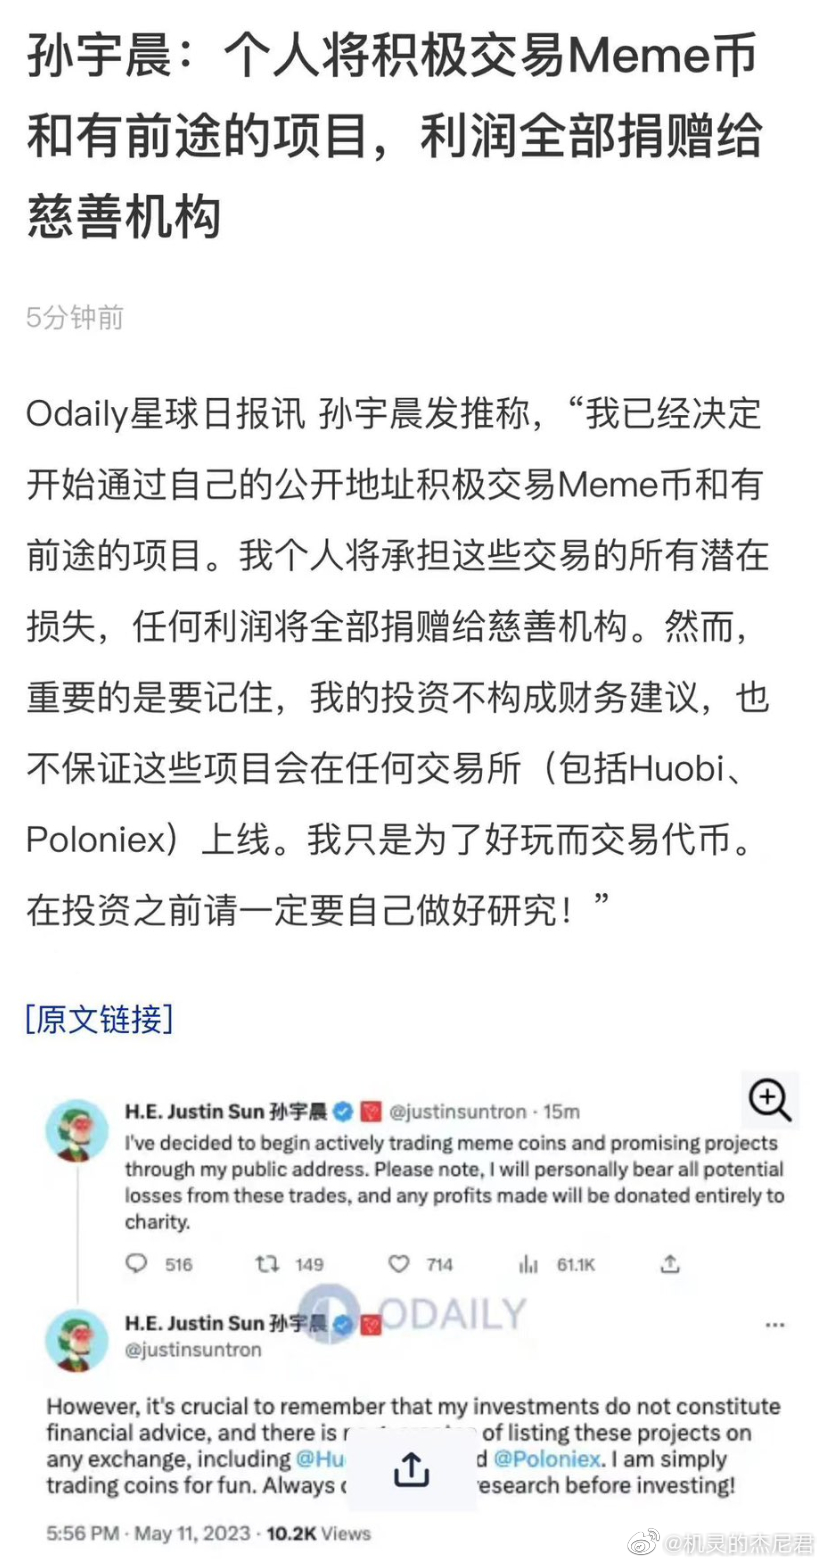 孙宇晨：个人将积极交易Meme币
和有前途的项目，利润全部捐赠给
慈善机构
5分钟前
Odaily星球日报讯 孙宇晨发推称，“我已经决定
开始通过自己的公开地址积极交易Meme币和有
前途的项目。我个人将承担这些交易的所有潜在
损失，任何利润将全部捐赠给慈善机构。然而，
重要的是要记住，我的投资不构成财务建议，也
不保证这些项目会在任何交易所（包括Huobi、
Poloniex）上线。我只是为了好玩而交易代币。
在投资之前请一定要自己做好研究！”
[原文链接]
H.E. Justin Sun 孙宇晨 @justinsuntron · 15m
I've decided to begin actively trading meme coins and promising projects
through my public address. Please note, I will personally bear all potential
losses from these trades, and any profits made will be donated entirely to
charity.
516 149 714 61.1K
ODAILY
H.E. Justin Sun 孙宇晨
@justinsuntron
However, it's crucial to remember that my investments do not constitute
financial advice, and there is of listing these projects on
any exchange, including @Hu d @Poloniex. I am simply
trading coins for fun. Always research before investing!
5:56 PM · May 11, 2023 · 10.2K Views
@机灵的杰尼君